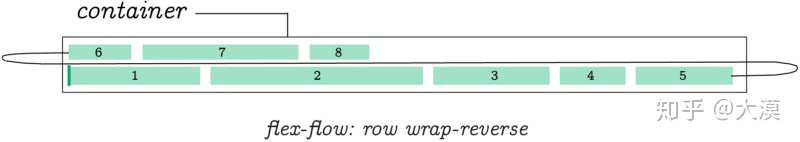 container
6 7 8
1 2 3 4 5
flex-flow: row wrap-reverse
知乎 @大漠